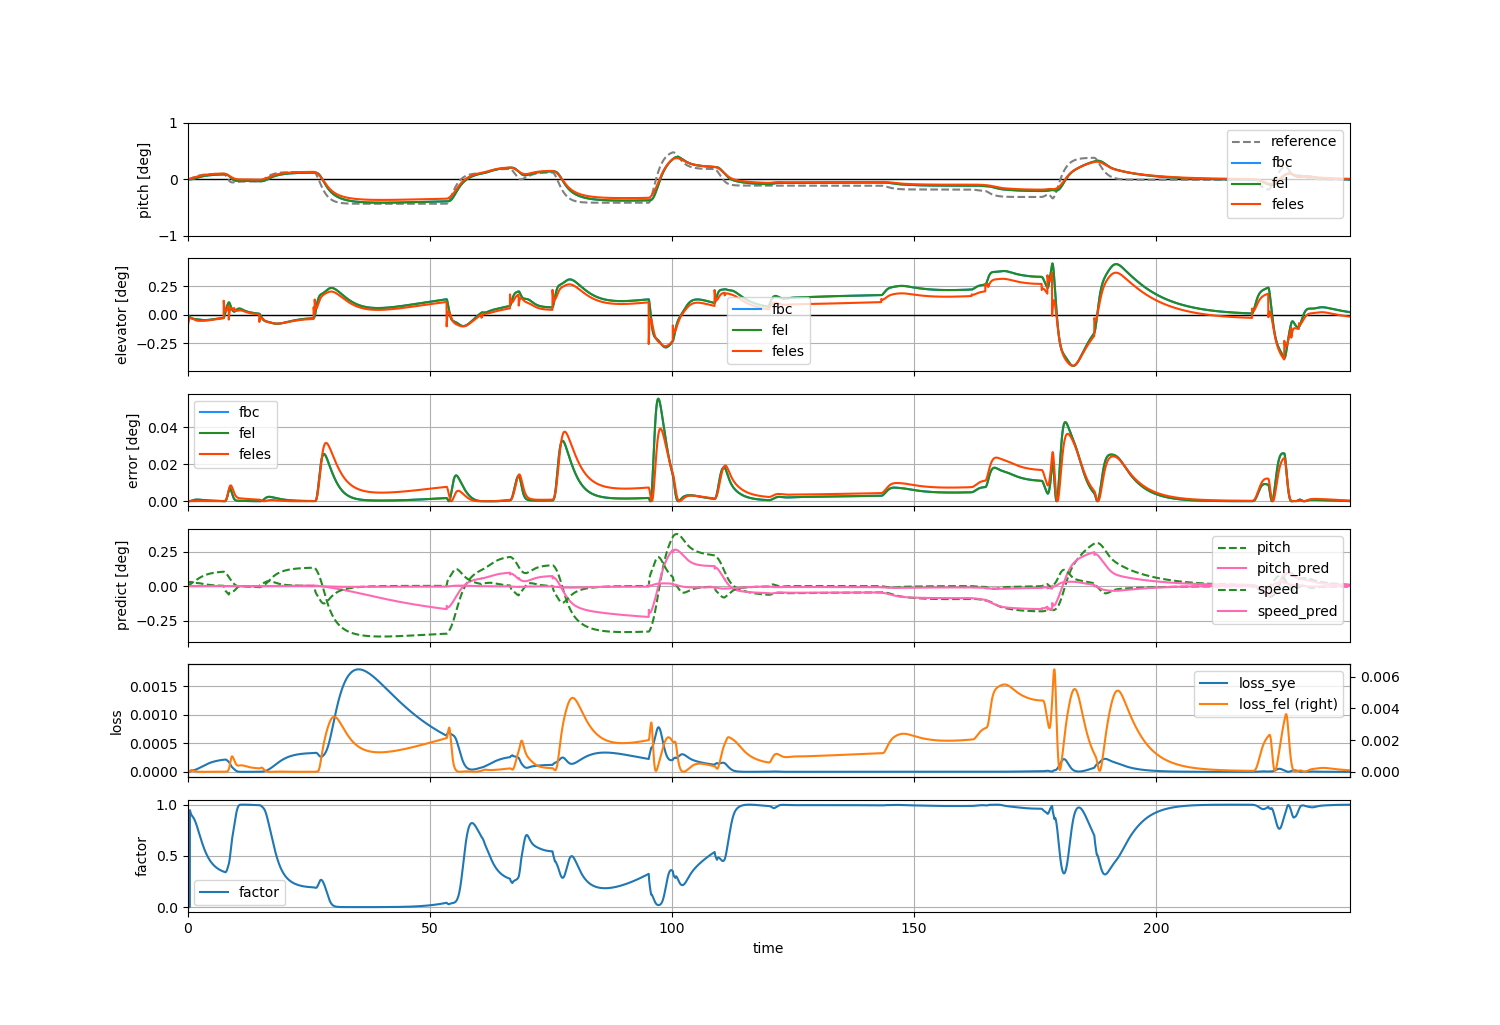 pitch [deg]
1
0
−1
reference
fbc
fel
feles
elevator [deg]
0.25
0.00
−0.25
fbc
fel
feles
error [deg]
0.04
0.02
0.00
fbc
fel
feles
predict [deg]
0.25
0.00
−0.25
pitch
pitch_pred
speed
speed_pred
loss
0.0015
0.0010
0.0005
0.0000
loss_sye
loss_fel (right)
0.006
0.004
0.002
0.000
factor
1.0
0.5
0.0
factor
0 50 100 150 200
time